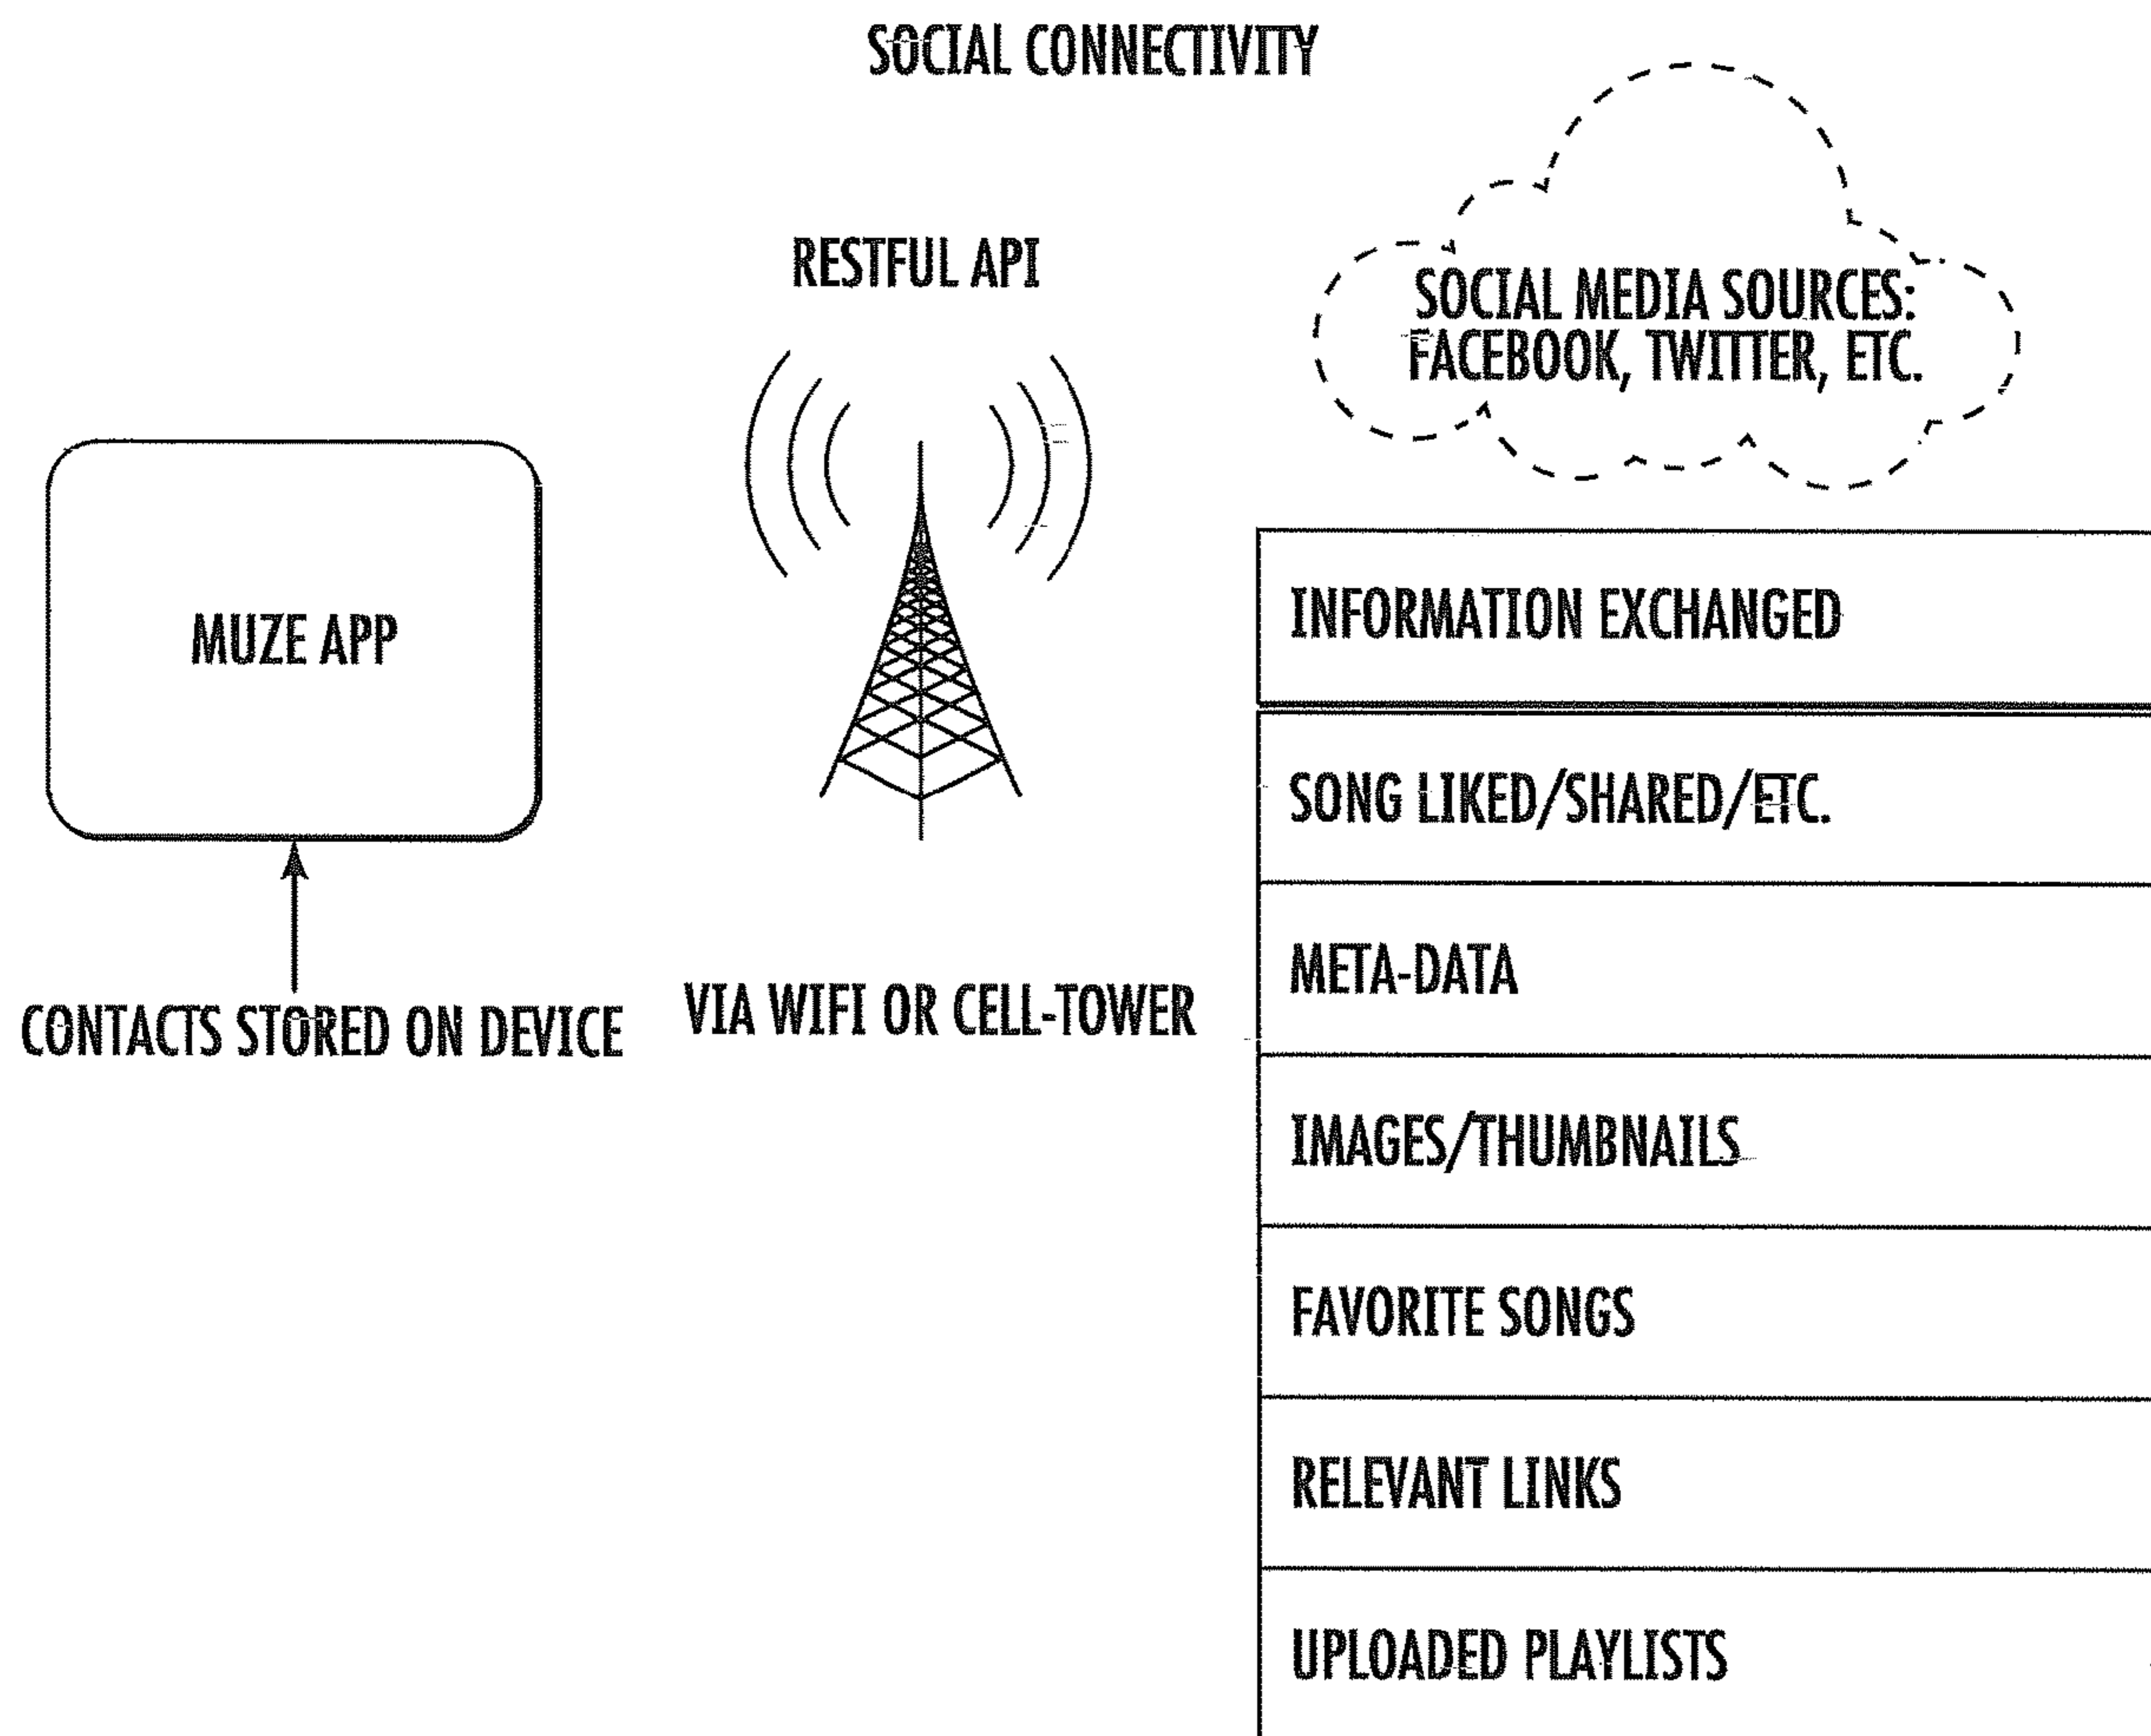 SOCIAL CONNECTIVITY
RESTFUL API
SOCIAL MEDIA SOURCES:
FACEBOOK, TWITTER, ETC.
MUZE APP
CONTACTS STORED ON DEVICE
VIA WIFI OR CELL-TOWER
INFORMATION EXCHANGED
SONG LIKED/SHARED/ETC.
META-DATA
IMAGES/THUMBNAILS
FAVORITE SONGS
RELEVANT LINKS
UPLOADED PLAYLISTS